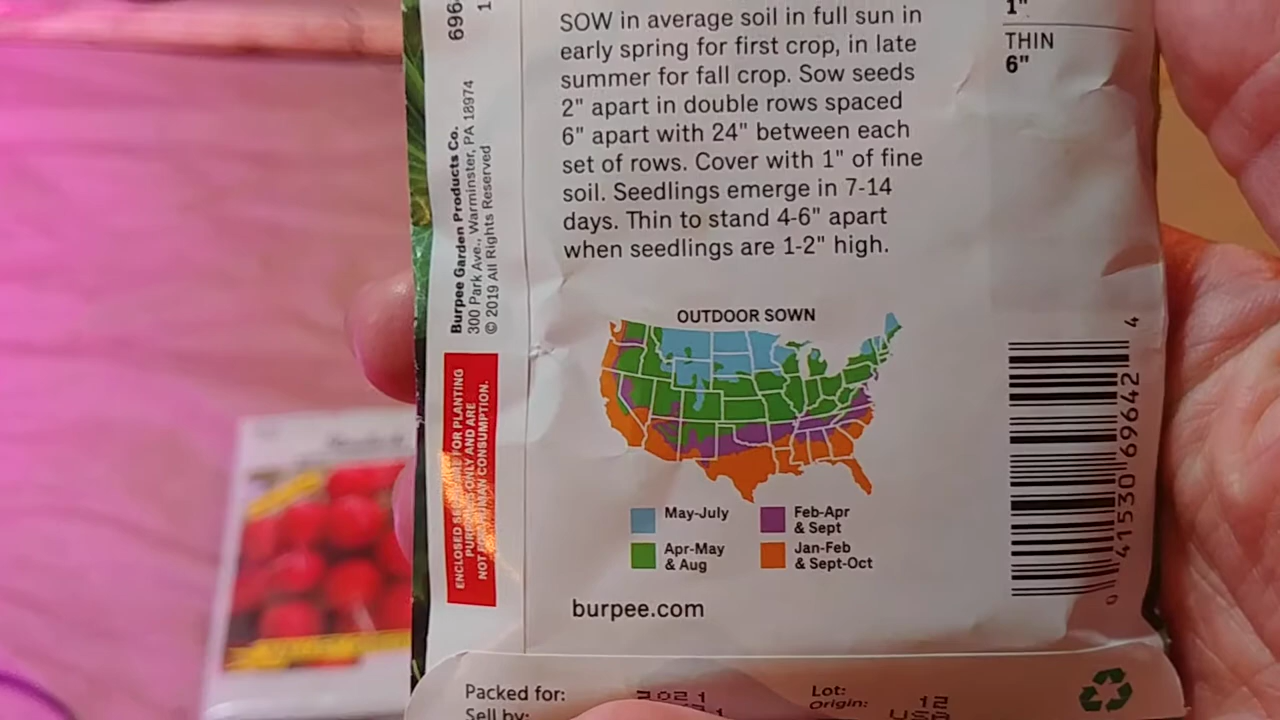 SOW in average soil in full sun in
early spring for first crop, in late
summer for fall crop. Sow seeds
2" apart in double rows spaced
6" apart with 24" between each
set of rows. Cover with 1" of fine
soil. Seedlings emerge in 7-14
days. Thin to stand 4-6" apart
when seedlings are 1-2" high.
1"
THIN
6"
696
1
Burpee Garden Products Co.
300 Park Ave., Warminster, PA 18974
© 2019 All Rights Reserved
ENCLOSED FOR PLANTING
ONLY AND ARE
NOT FOR HUMAN CONSUMPTION.
OUTDOOR SOWN
May-July
Apr-May
& Aug
Feb-Apr
& Sept
Jan-Feb
& Sept-Oct
burpee.com
0 41530 69642 4
Packed for: 2021
Sell by:
Lot: 12
Origin: USA